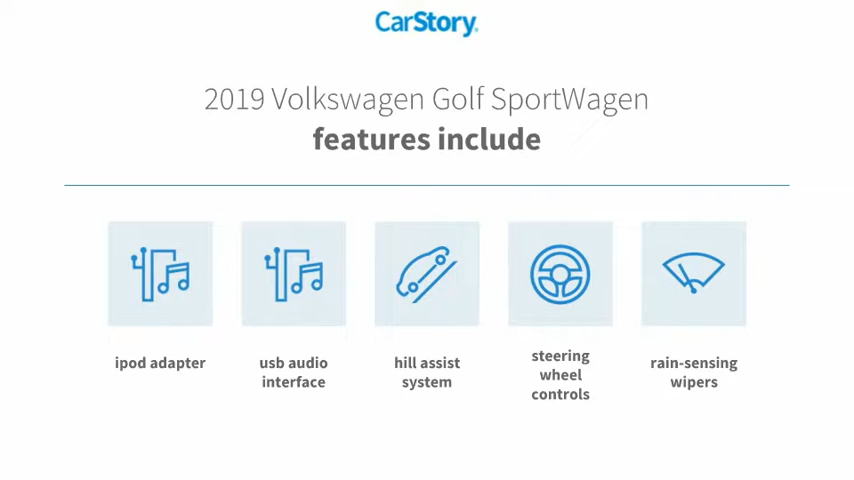 CarStory
2019 Volkswagen Golf SportWagen
features include
ipod adapter
usb audio
interface
hill assist
system
steering
wheel
controls
rain-sensing
wipers